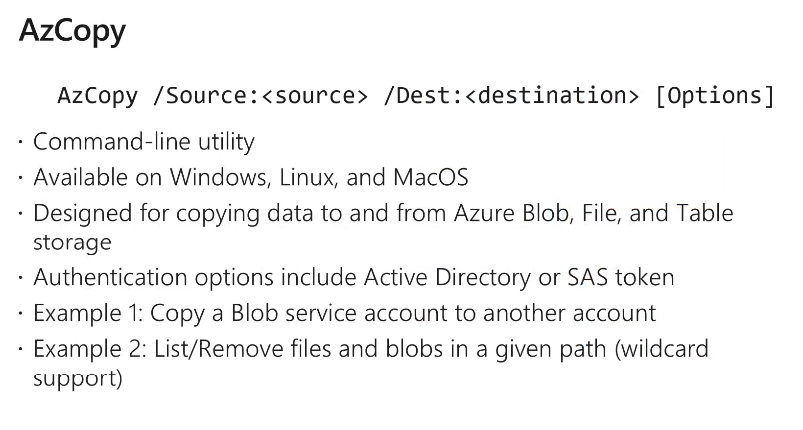 AzCopy
AzCopy /Source:<source> /Dest:<destination> [Options]
· Command-line utility
· Available on Windows, Linux, and MacOS
· Designed for copying data to and from Azure Blob, File, and Table
storage
· Authentication options include Active Directory or SAS token
· Example 1: Copy a Blob service account to another account
· Example 2: List/Remove files and blobs in a given path (wildcard
support)